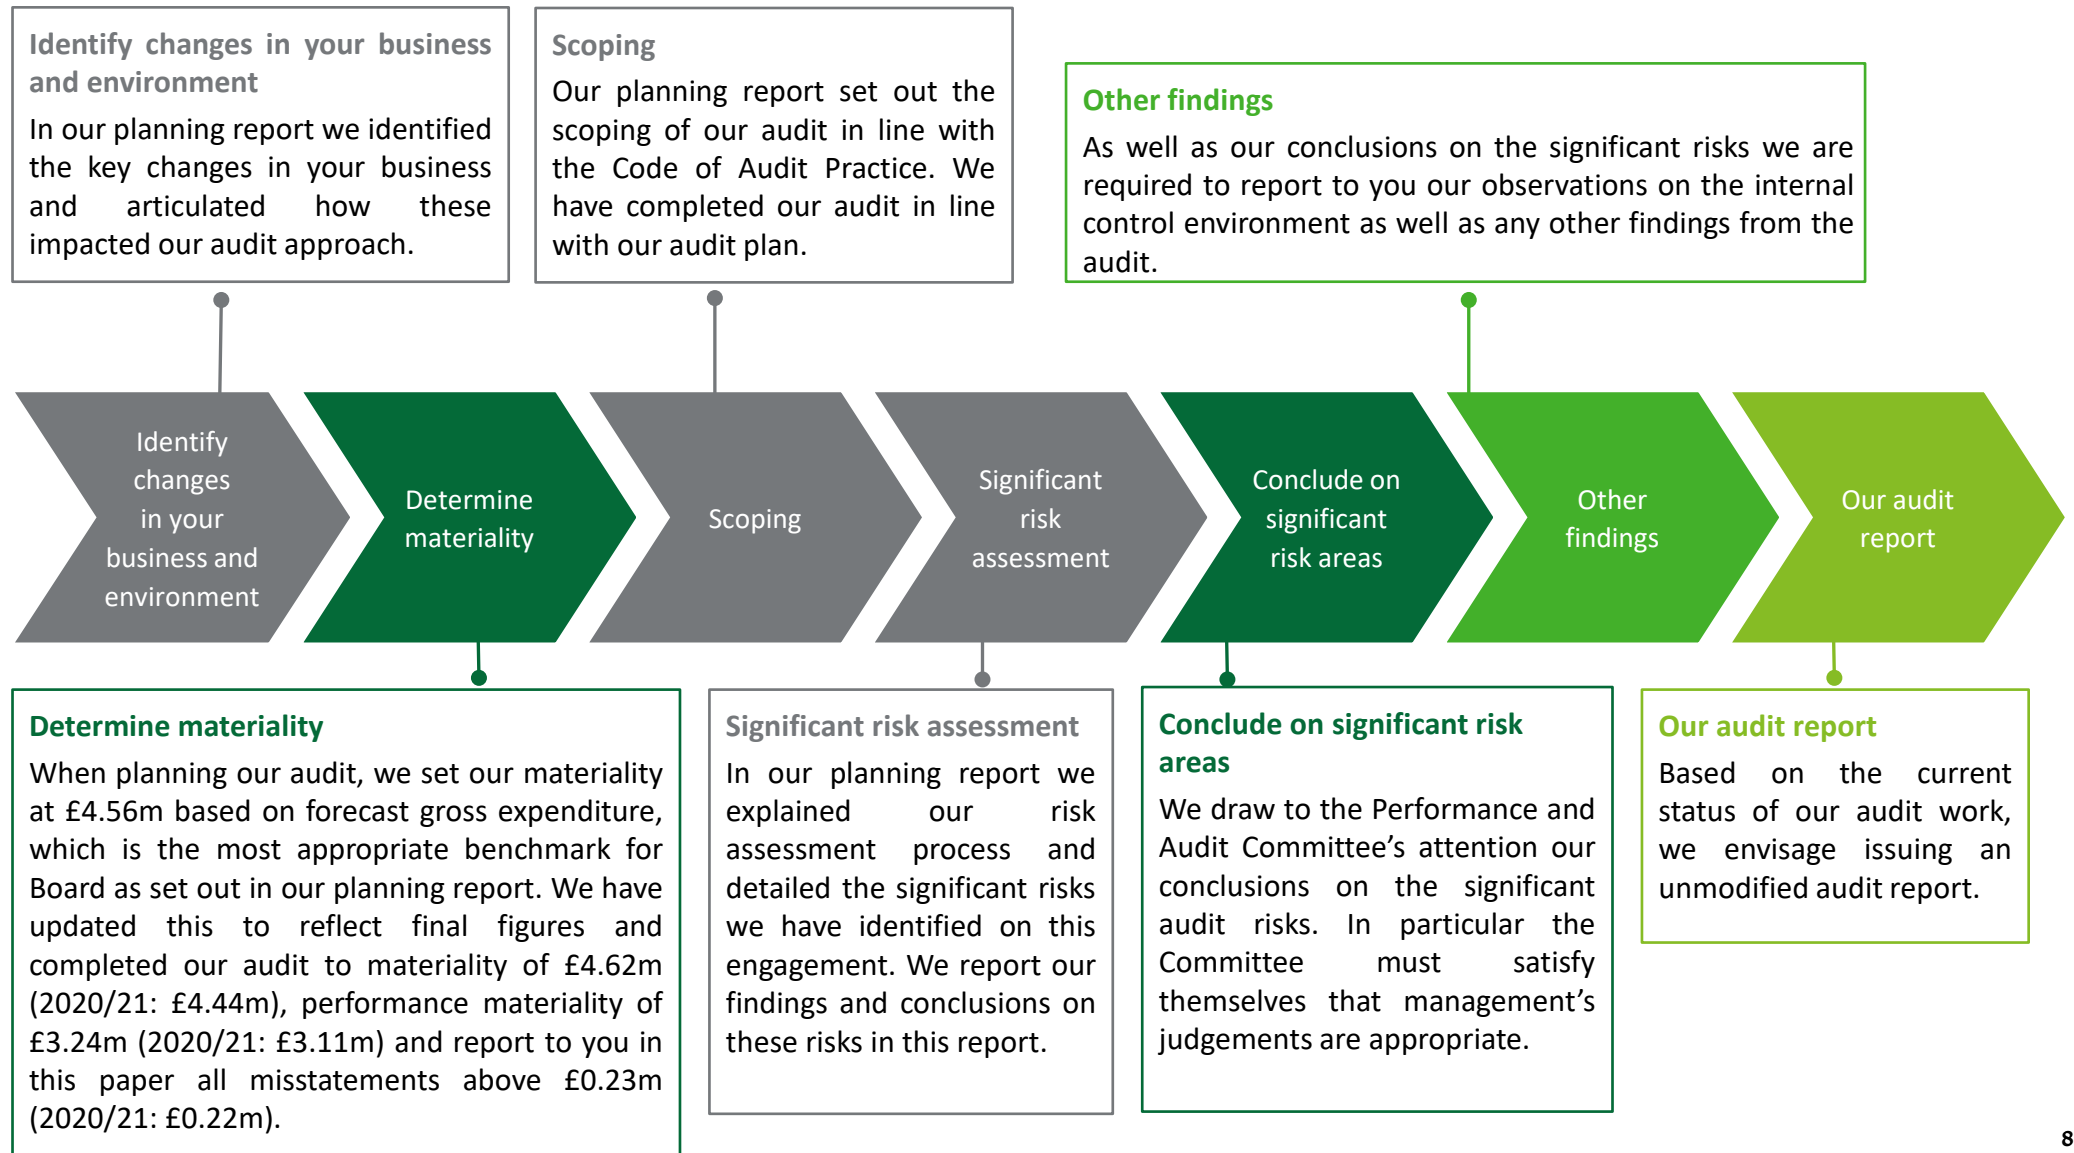 Identify changes in your business
and environment
In our planning report we identified
the key changes in your business
and articulated how these
impacted our audit approach.
Scoping
Our planning report set out the
scoping of our audit in line with
the Code of Audit Practice. We
have completed our audit in line
with our audit plan.
Other findings
As well as our conclusions on the significant risks we are
required to report to you our observations on the internal
control environment as well as any other findings from the
audit.
Identify
changes
in your
business and
environment
Determine
materiality
Scoping
Significant
risk
assessment
Conclude on
significant
risk areas
Other
findings
Our audit
report
Determine materiality
When planning our audit, we set our materiality
at £4.56m based on forecast gross expenditure,
which is the most appropriate benchmark for
Board as set out in our planning report. We have
updated this to reflect final figures and
completed our audit to materiality of £4.62m
(2020/21: £4.44m), performance materiality of
£3.24m (2020/21: £3.11m) and report to you in
this paper all misstatements above £0.23m
(2020/21: £0.22m).
Significant risk assessment
In our planning report we
explained our risk
assessment process and
detailed the significant risks
we have identified on this
engagement. We report our
findings and conclusions on
these risks in this report.
Conclude on significant risk
areas
We draw to the Performance and
Audit Committee’s attention our
conclusions on the significant
audit risks. In particular the
Committee must satisfy
themselves that management’s
judgements are appropriate.
Our audit report
Based on the current
status of our audit work,
we envisage issuing an
unmodified audit report.
8